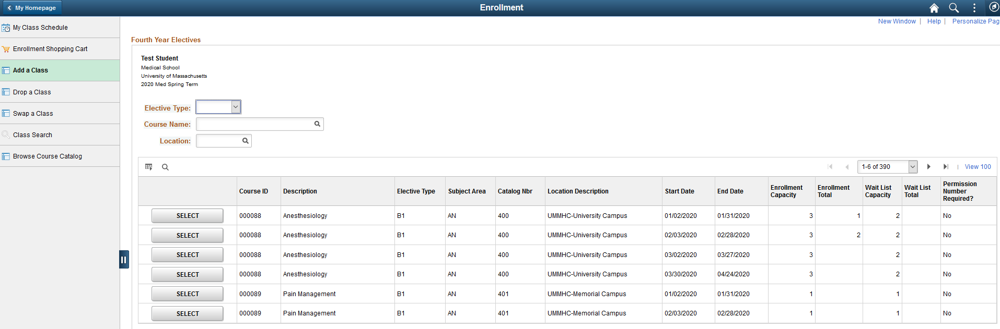 My Homepage
Enrollment
New Window | Help | Personalize Pag
My Class Schedule
Enrollment Shopping Cart
Add a Class
Drop a Class
Swap a Class
Class Search
Browse Course Catalog
Fourth Year Electives
Test Student
Medical School
University of Massachusetts
2020 Med Spring Term
Elective Type:
Course Name:
Location:
1-6 of 390 | View 100
Course ID Description Elective Type Subject Area Catalog Nbr Location Description Start Date End Date Enrollment Capacity Enrollment Total Wait List Capacity Wait List Total Permission Number Required?
SELECT 000088 Anesthesiology B1 AN 400 UMMHC-University Campus 01/02/2020 01/31/2020 3 1 2 No
SELECT 000088 Anesthesiology B1 AN 400 UMMHC-University Campus 02/03/2020 02/28/2020 3 2 2 No
SELECT 000088 Anesthesiology B1 AN 400 UMMHC-University Campus 03/02/2020 03/27/2020 3 2 No
SELECT 000088 Anesthesiology B1 AN 400 UMMHC-University Campus 03/30/2020 04/24/2020 3 2 No
SELECT 000089 Pain Management B1 AN 401 UMMHC-Memorial Campus 01/02/2020 01/31/2020 1 1 No
SELECT 000089 Pain Management B1 AN 401 UMMHC-Memorial Campus 02/03/2020 02/28/2020 1 1 No